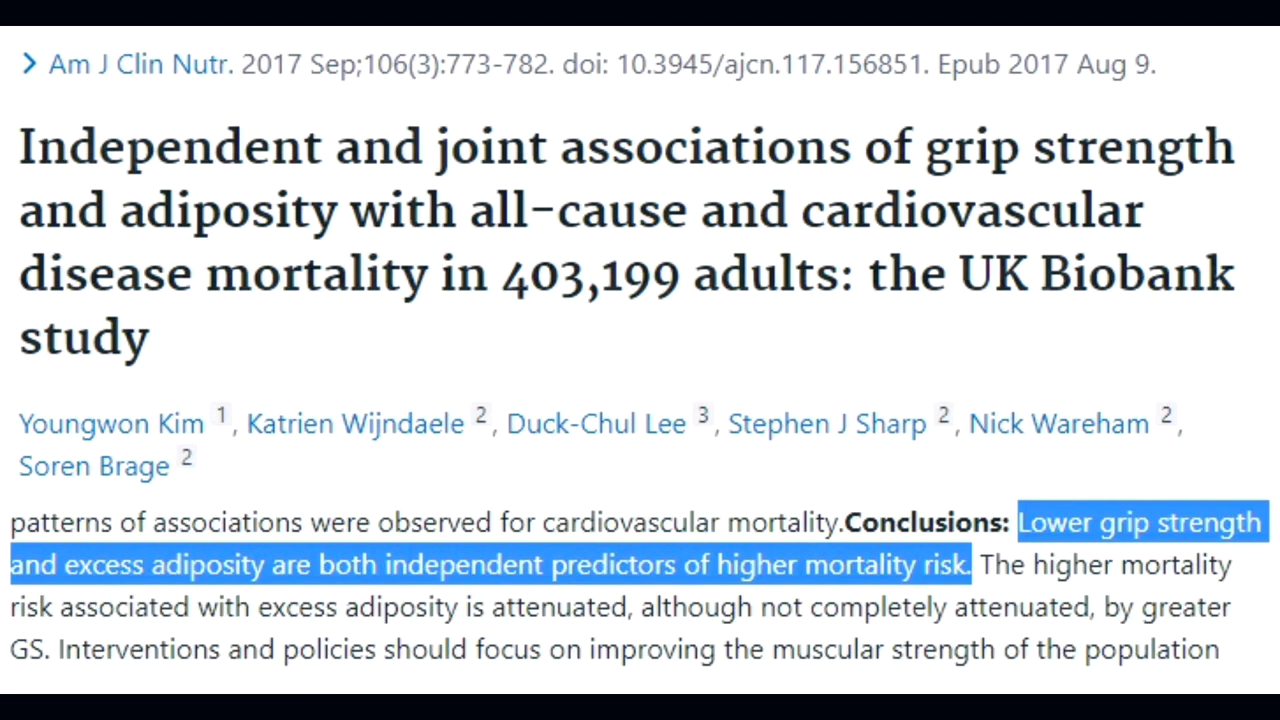 > Am J Clin Nutr. 2017 Sep;106(3):773-782. doi: 10.3945/ajcn.117.156851. Epub 2017 Aug 9.
Independent and joint associations of grip strength
and adiposity with all-cause and cardiovascular
disease mortality in 403,199 adults: the UK Biobank
study
Youngwon Kim 1, Katrien Wijndaele 2, Duck-Chul Lee 3, Stephen J Sharp 2, Nick Wareham 2,
Soren Brage 2
patterns of associations were observed for cardiovascular mortality.Conclusions: Lower grip strength
and excess adiposity are both independent predictors of higher mortality risk. The higher mortality
risk associated with excess adiposity is attenuated, although not completely attenuated, by greater
GS. Interventions and policies should focus on improving the muscular strength of the population